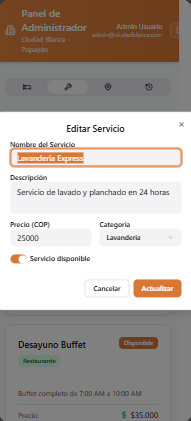 Panel de
Administrador
Ciudad Blanca -
Popayán
Admin Usuario
admin@ciudadblanca.com
Editar Servicio
Nombre del Servicio
Lavandería Express
Descripción
Servicio de lavado y planchado en 24 horas
Precio (COP)
Categoría
25000
Lavandería
Servicio disponible
Cancelar
Actualizar
Desayuno Buffet
Disponible
Restaurante
Buffet completo de 7:00 AM a 10:00 AM
Precio:
$ $35.000